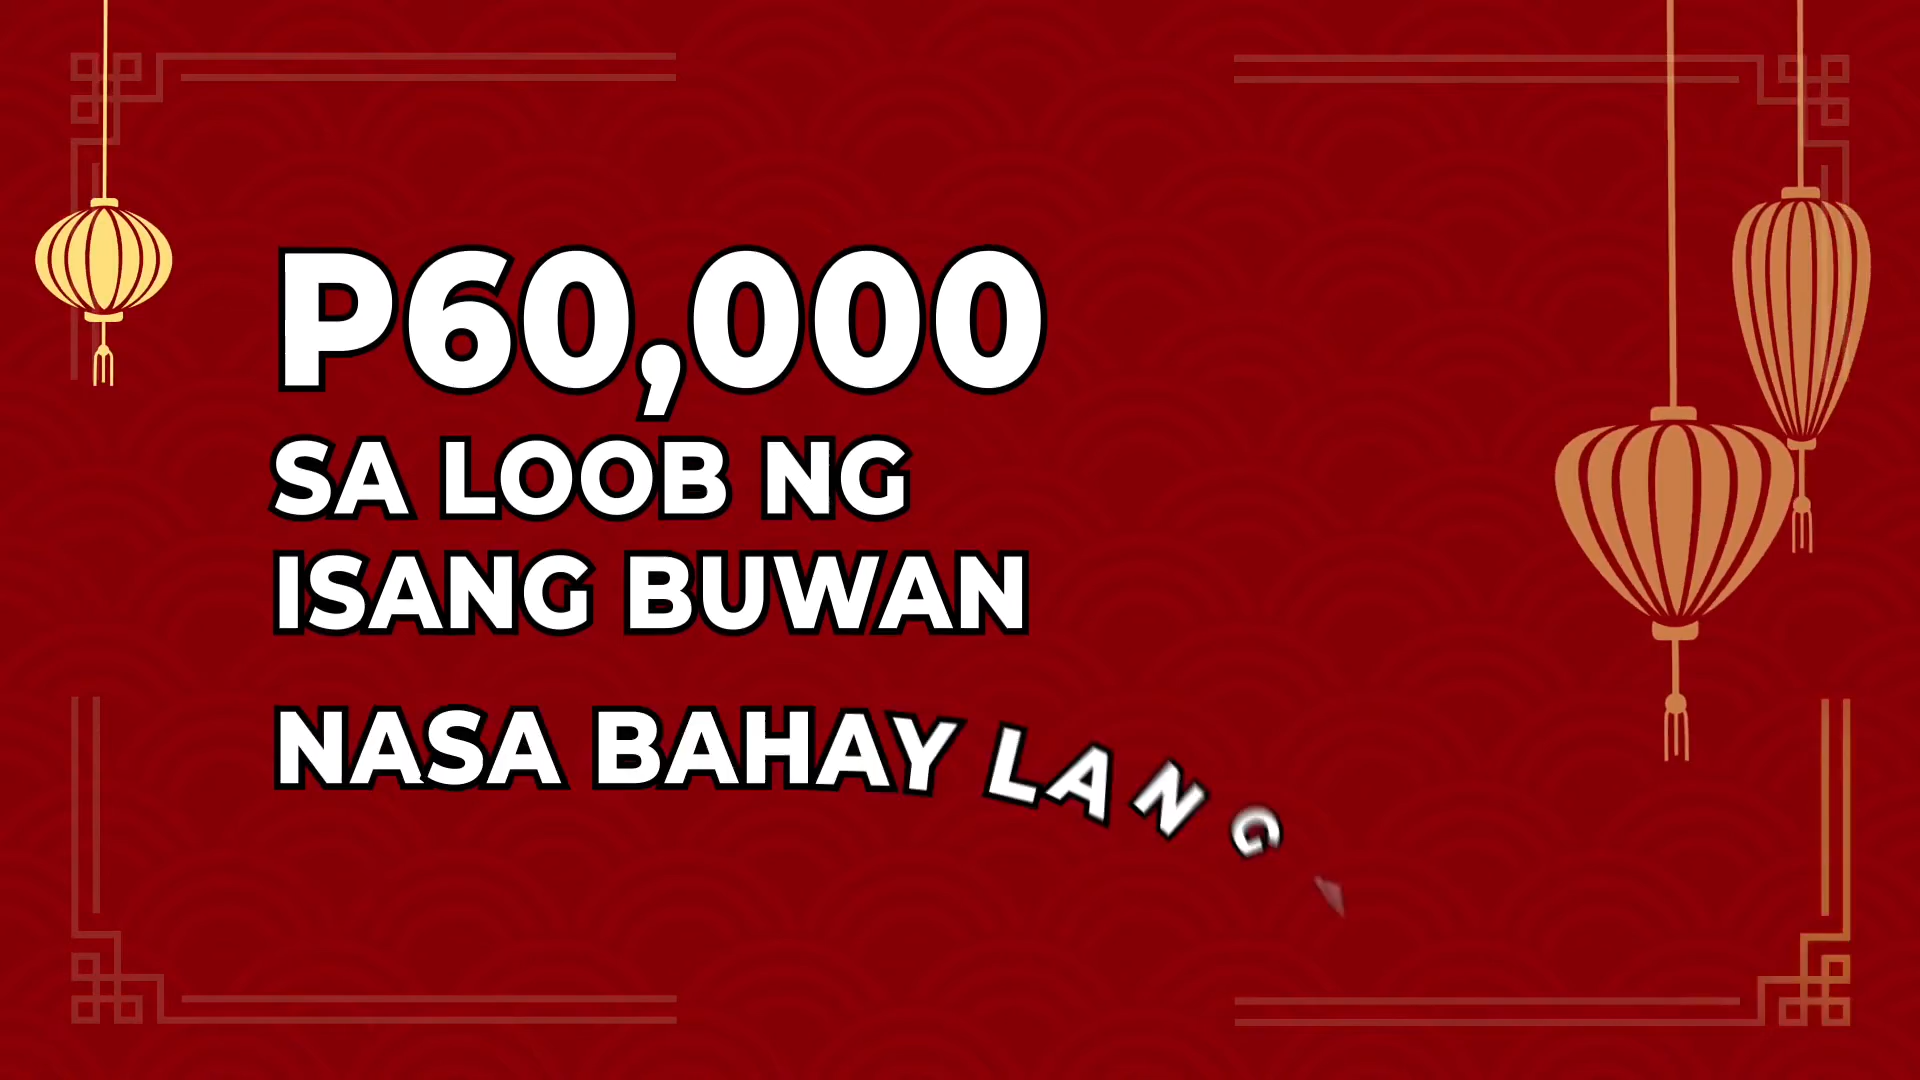 P60,000
SA LOOB NG
ISANG BUWAN
NASA BAHAY LANG